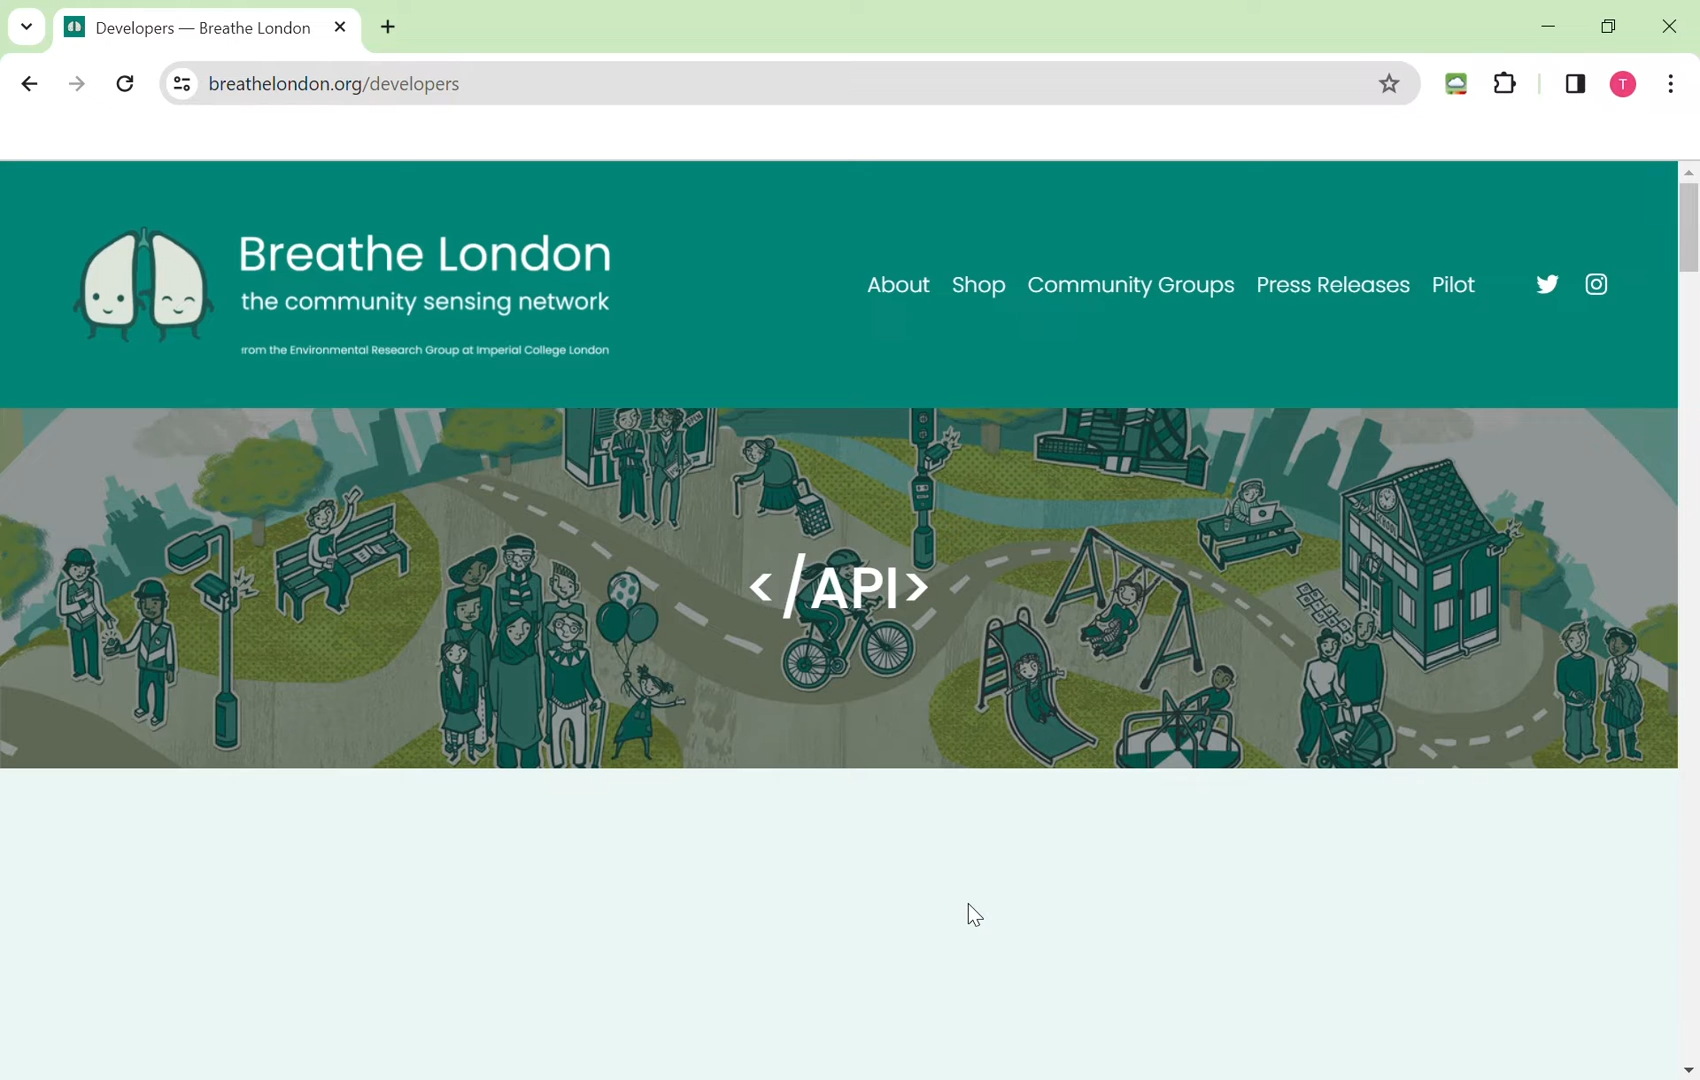 Developers — Breathe London
breathelondon.org/developers
T
Breathe London
the community sensing network
from the Environmental Research Group at Imperial College London
About Shop Community Groups Press Releases Pilot
</API>
SCHOOL